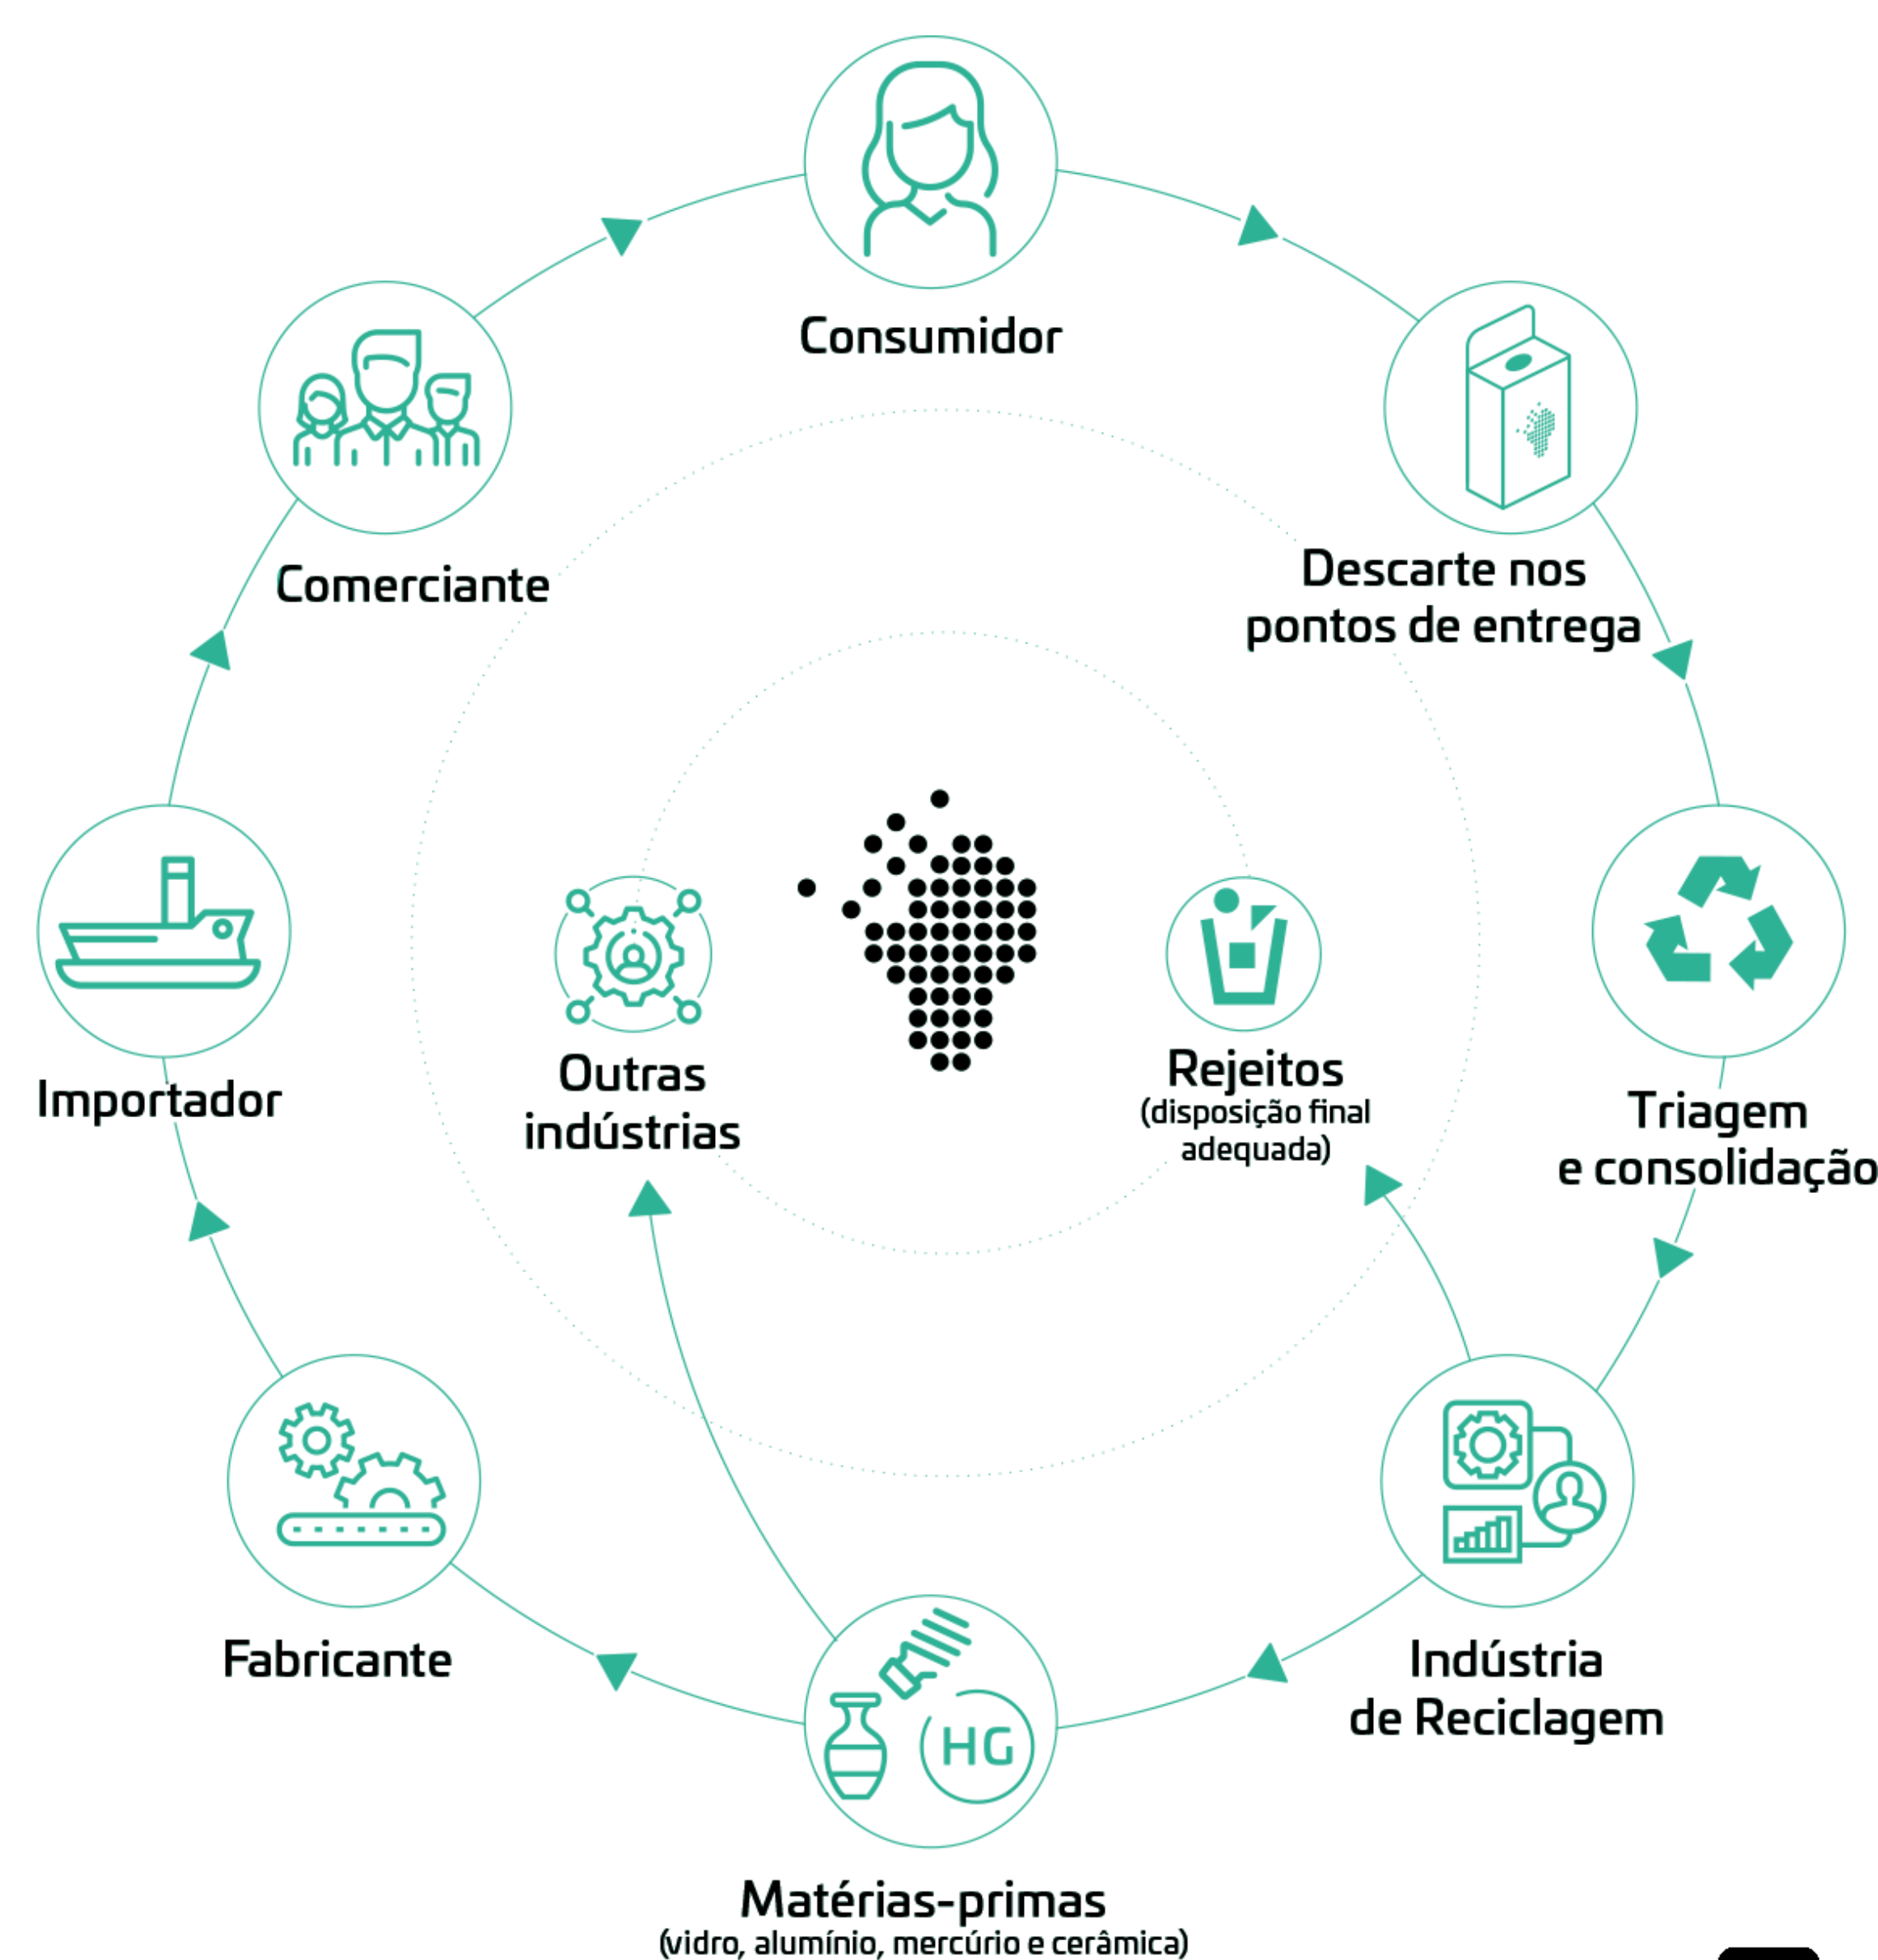 Consumidor
Comerciante
Descarte nos
pontos de entrega
Importador
Outras
indústrias
Rejeitos
(disposição final
adequada)
Triagem
e consolidação
Fabricante
HG
Indústria
de Reciclagem
Matérias-primas
(vidro, alumínio, mercúrio e cerâmica)